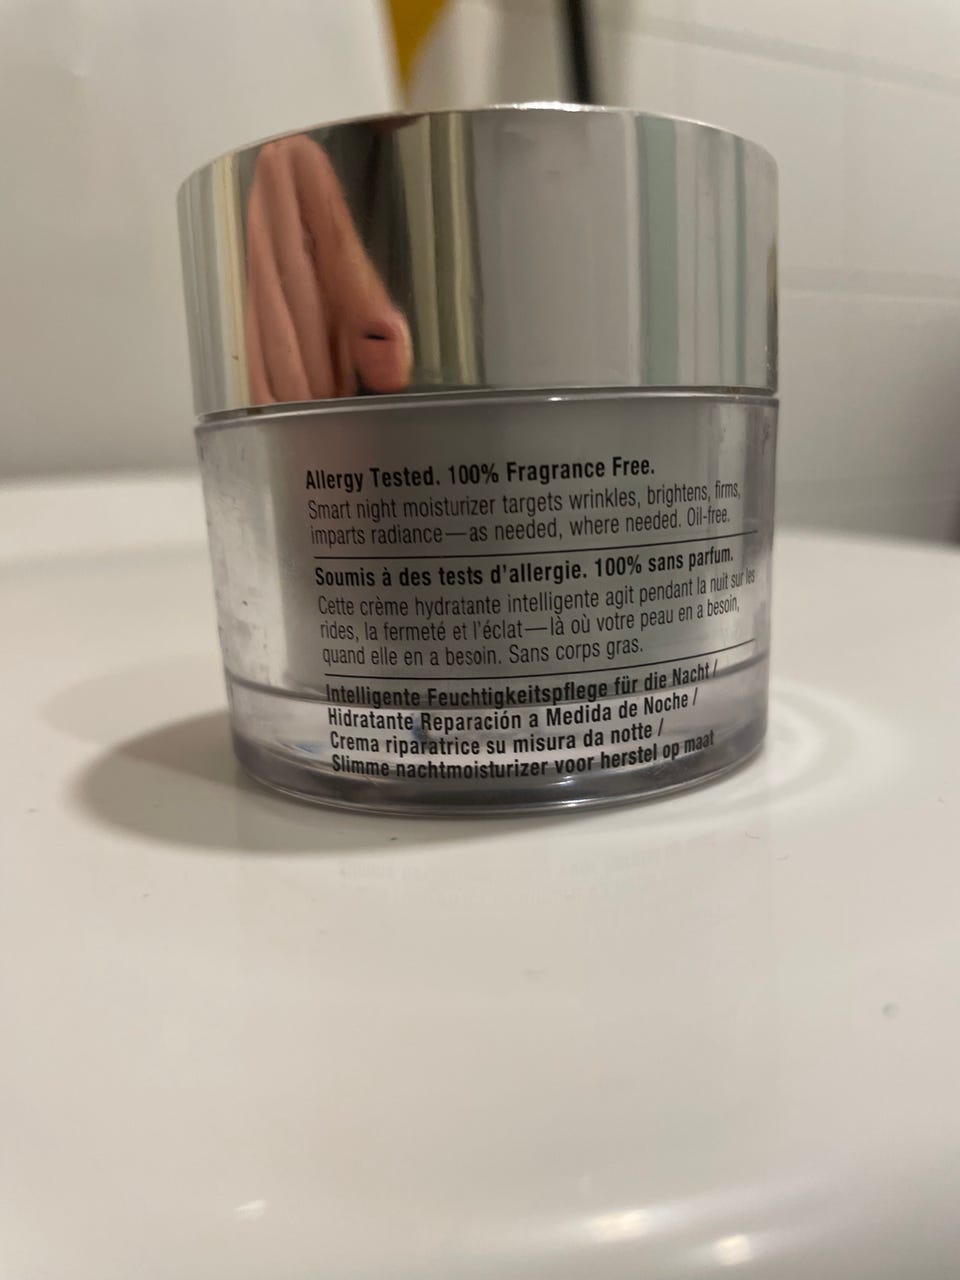 Allergy Tested. 100% Fragrance Free.
Smart night moisturizer targets wrinkles, brightens, firms,
imparts radiance—as needed, where needed. Oil-free.
Soumis à des tests d'allergie. 100% sans parfum.
Cette crème hydratante intelligente agit pendant la nuit sur les
rides, la fermeté et l'éclat—là où votre peau en a besoin,
quand elle en a besoin. Sans corps gras.
Intelligente Feuchtigkeitspflege für die Nacht /
Hidratante Reparación a Medida de Noche /
Crema riparatrice su misura da notte /
Slimme nachtmoisturizer voor herstel op maat